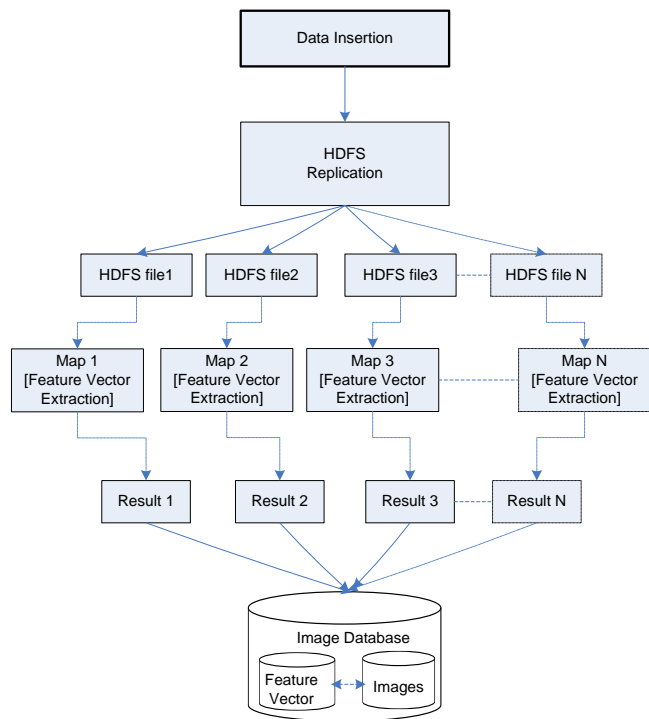 Data Insertion
HDFS
Replication
HDFS file1
HDFS file2
HDFS file3
HDFS file N
Map 1
[Feature Vector
Extraction]
Map 2
[Feature Vector
Extraction]
Map 3
[Feature Vector
Extraction]
Map N
[Feature Vector
Extraction]
Result 1
Result 2
Result 3
Result N
Image Database
Feature
Vector
Images